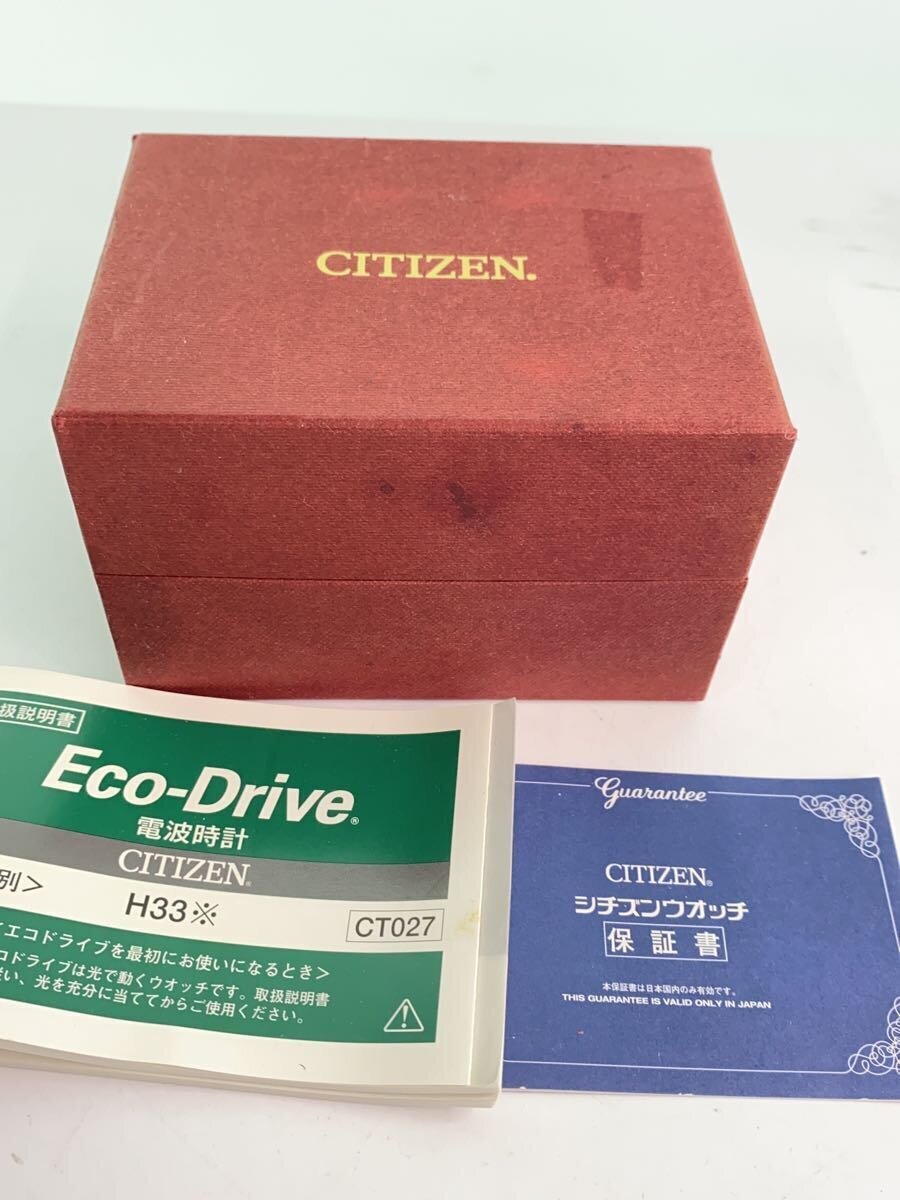 CITIZEN.
扱説明書
Eco-Drive®
電波時計
CITIZEN®
別>
H33※
CT027
エコドライブを最初にお使いになるとき>
コドライブは光で動くウオッチです。取扱説明書
い、光を充分に当ててからご使用ください。
Guarantee
CITIZEN®
シチズンウオッチ
保証書
本保証書は日本国内のみ有効です。
THIS GUARANTEE IS VALID ONLY IN JAPAN